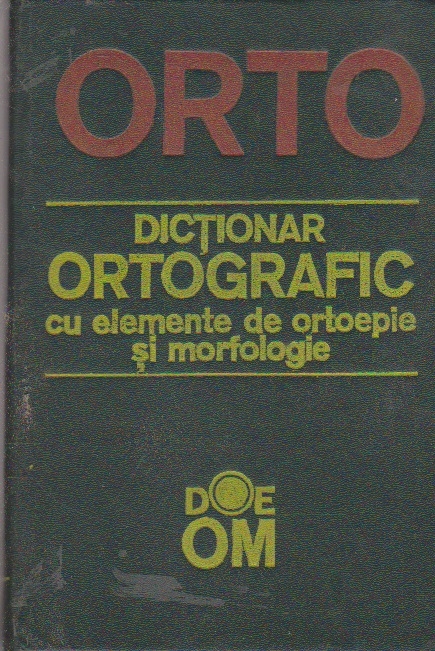 ORTO
DICȚIONAR
ORTOGRAFIC
cu elemente de ortoepie
și morfologie
DOE
OM